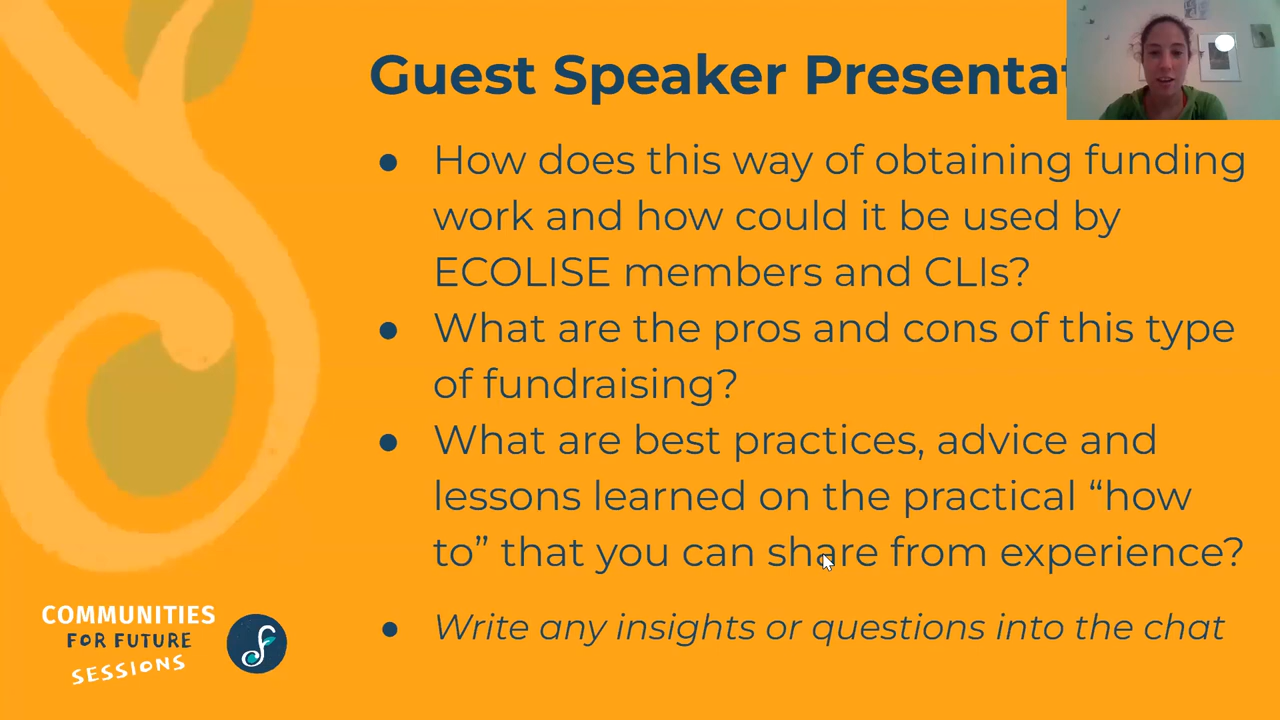 Guest Speaker Presentat
● How does this way of obtaining funding
work and how could it be used by
ECOLISE members and CLIs?
● What are the pros and cons of this type
of fundraising?
● What are best practices, advice and
lessons learned on the practical “how
to” that you can share from experience?
● Write any insights or questions into the chat
COMMUNITIES
FOR FUTURE
SESSIONS